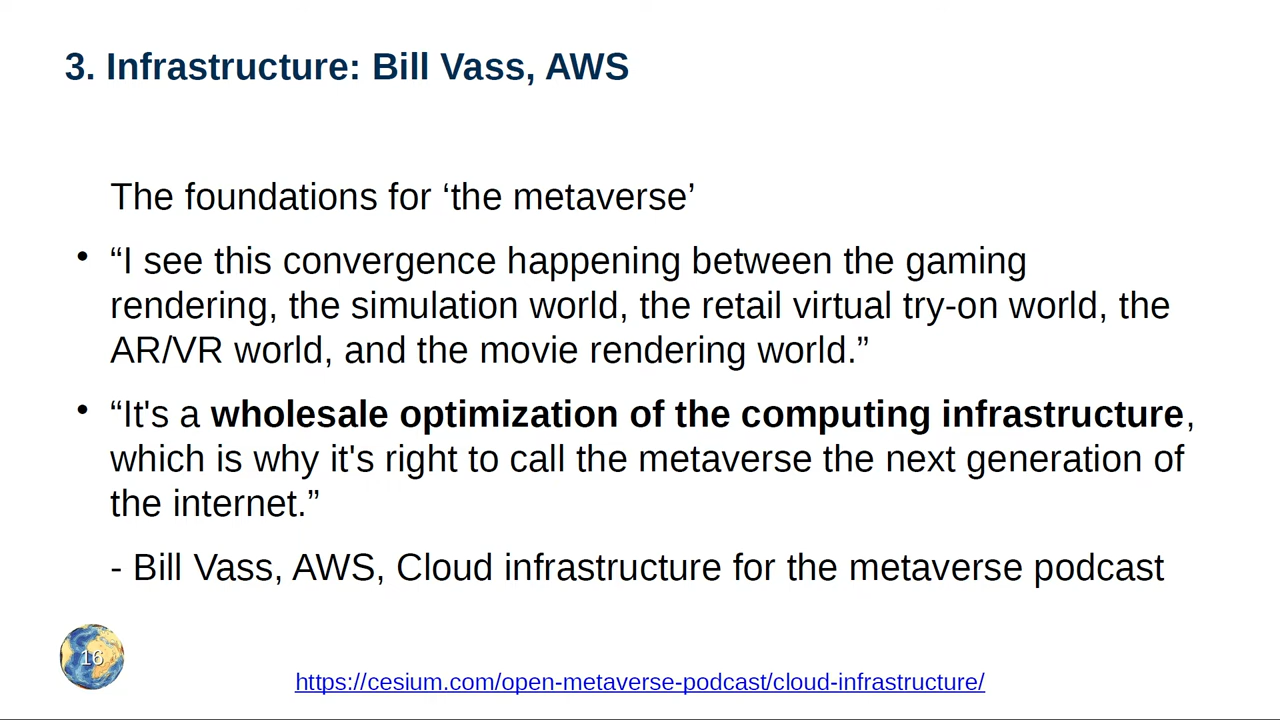 3. Infrastructure: Bill Vass, AWS
The foundations for ‘the metaverse’
• “I see this convergence happening between the gaming
rendering, the simulation world, the retail virtual try-on world, the
AR/VR world, and the movie rendering world.”
• “It's a wholesale optimization of the computing infrastructure,
which is why it's right to call the metaverse the next generation of
the internet.”
- Bill Vass, AWS, Cloud infrastructure for the metaverse podcast
16
https://cesium.com/open-metaverse-podcast/cloud-infrastructure/